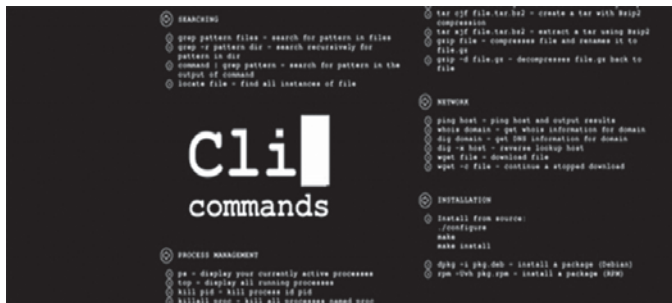 SEARCHING
grep pattern files - search for pattern in files
grep -r pattern dir - search recursively for
pattern in dir
command | grep pattern - search for pattern in the
output of command
locate file - find all instances of file
Cli
commands
PROCESS MANAGEMENT
ps - display your currently active processes
top - display all running processes
kill pid - kill process id pid
killall proc - kill all processes named proc
tar cjf file.tar.bz2 - create a tar with Bzip2
compression
tar xjf file.tar.bz2 - extract a tar using Bzip2
gzip file - compresses file and renames it to
file.gz
gzip -d file.gz - decompresses file.gz back to
file
NETWORK
ping host - ping host and output results
whois domain - get whois information for domain
dig domain - get DNS information for domain
dig -x host - reverse lookup host
wget file - download file
wget -c file - continue a stopped download
INSTALLATION
Install from source:
./configure
make
make install
dpkg -i pkg.deb - install a package (Debian)
rpm -Uvh pkg.rpm - install a package (RPM)